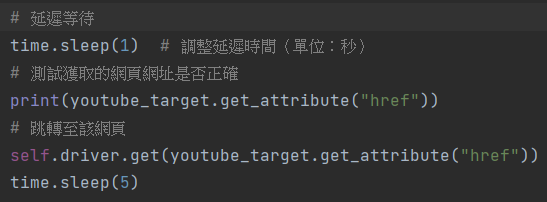 # 延遲等待
time.sleep(1)  # 調整延遲時間（單位：秒）
# 測試獲取的網頁網址是否正確
print(youtube_target.get_attribute("href"))
# 跳轉至該網頁
self.driver.get(youtube_target.get_attribute("href"))
time.sleep(5)